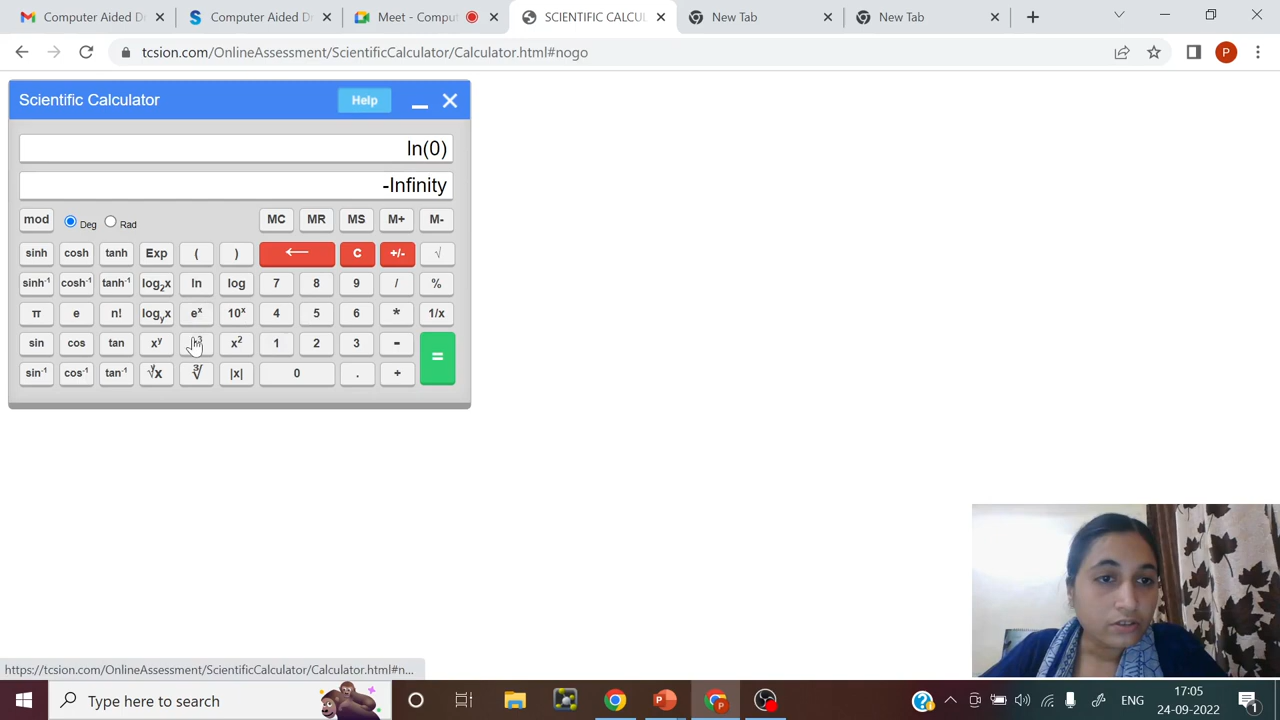 Computer Aided D
Computer Aided D
Meet - Compu
SCIENTIFIC CALCU
New Tab
New Tab
tcsion.com/OnlineAssessment/ScientificCalculator/Calculator.html#nogo
P
Scientific Calculator
Help
ln(0)
-Infinity
mod Deg Rad MC MR MS M+ M-
sinh cosh tanh Exp ( ) ← C +/- √
sinh⁻¹ cosh⁻¹ tanh⁻¹ log₂x ln log 7 8 9 / %
π e n! logᵧx eˣ 10ˣ 4 5 6 * 1/x
sin cos tan xʸ x² 1 2 3 - =
sin⁻¹ cos⁻¹ tan⁻¹ ʸ√x ³√ |x| 0 . +
https://tcsion.com/OnlineAssessment/ScientificCalculator/Calculator.html#n...
Type here to search
ENG
17:05
24-09-2022
1